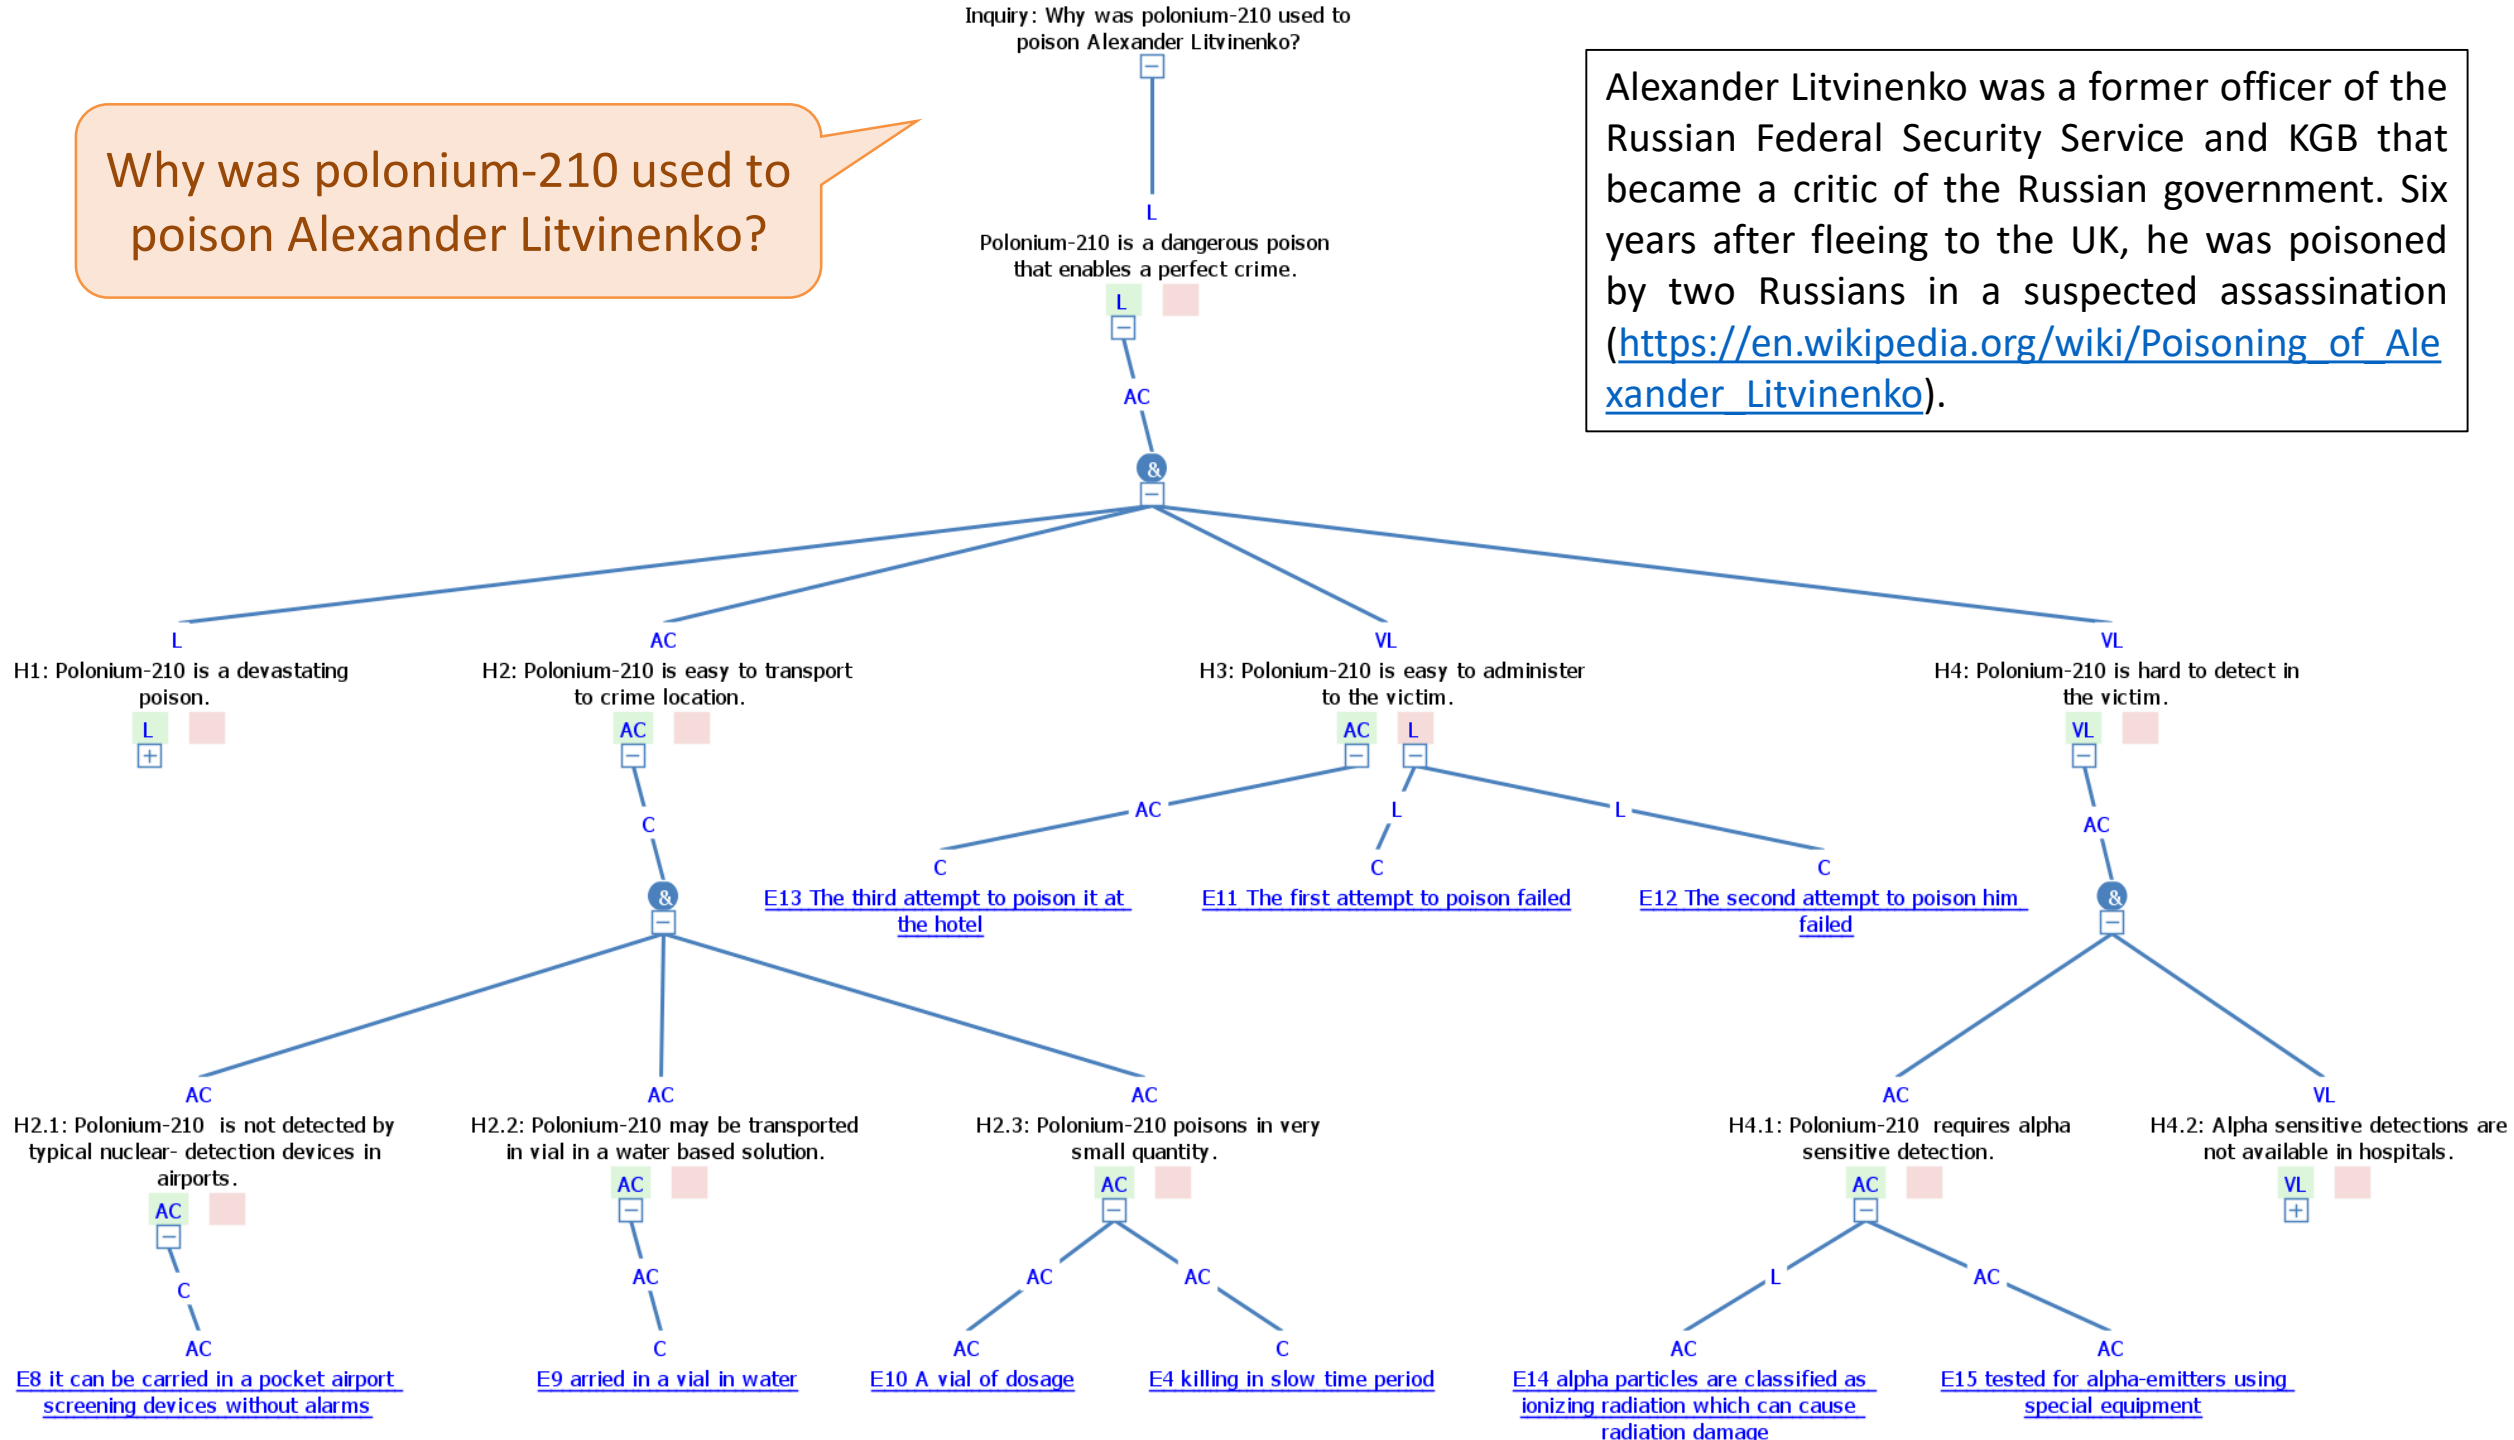 Inquiry: Why was polonium-210 used to
poison Alexander Litvinenko?
Why was polonium-210 used to
poison Alexander Litvinenko?
Alexander Litvinenko was a former officer of the
Russian Federal Security Service and KGB that
became a critic of the Russian government. Six
years after fleeing to the UK, he was poisoned
by two Russians in a suspected assassination
(https://en.wikipedia.org/wiki/Poisoning_of_Ale
xander_Litvinenko).
L
Polonium-210 is a dangerous poison
that enables a perfect crime.
L
AC
&
L
H1: Polonium-210 is a devastating
poison.
L
AC
H2: Polonium-210 is easy to transport
to crime location.
AC
C
&
VL
H3: Polonium-210 is easy to administer
to the victim.
AC L
AC
L
L
C
E13 The third attempt to poison it at
the hotel
C
E11 The first attempt to poison failed
C
E12 The second attempt to poison him
failed
VL
H4: Polonium-210 is hard to detect in
the victim.
VL
AC
&
AC
H2.1: Polonium-210 is not detected by
typical nuclear- detection devices in
airports.
AC
C
AC
E8 it can be carried in a pocket airport
screening devices without alarms
AC
H2.2: Polonium-210 may be transported
in vial in a water based solution.
AC
AC
C
E9 arried in a vial in water
AC
H2.3: Polonium-210 poisons in very
small quantity.
AC
AC
AC
AC
E10 A vial of dosage
C
E4 killing in slow time period
AC
H4.1: Polonium-210 requires alpha
sensitive detection.
AC
L
AC
AC
E14 alpha particles are classified as
ionizing radiation which can cause
radiation damage
AC
E15 tested for alpha-emitters using
special equipment
VL
H4.2: Alpha sensitive detections are
not available in hospitals.
VL